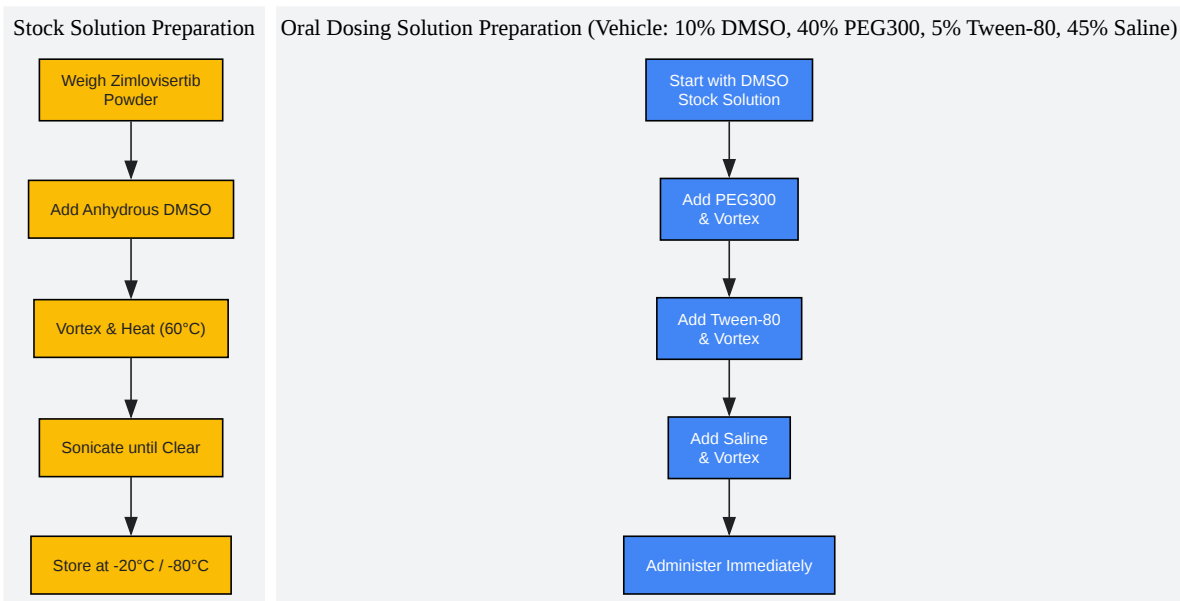 Stock Solution Preparation
Weigh Zimlovisertib
Powder
Add Anhydrous DMSO
Vortex & Heat (60°C)
Sonicate until Clear
Store at -20°C / -80°C
Oral Dosing Solution Preparation (Vehicle: 10% DMSO, 40% PEG300, 5% Tween-80, 45% Saline)
Start with DMSO
Stock Solution
Add PEG300
& Vortex
Add Tween-80
& Vortex
Add Saline
& Vortex
Administer Immediately